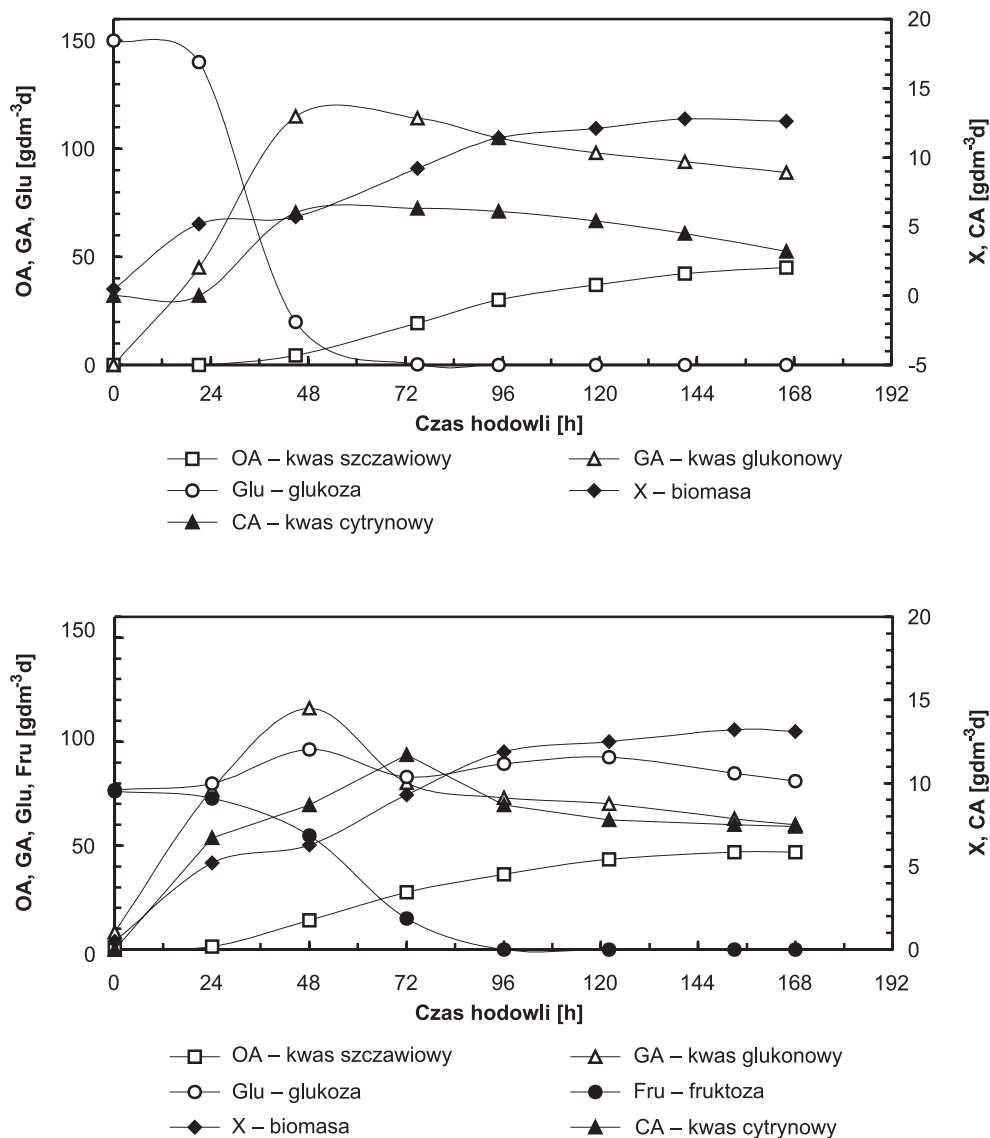 OA, GA, Glu [gdm⁻³d]
150
100
50
0
20
15
10
5
0
-5
X, CA [gdm⁻³d]
0 24 48 72 96 120 144 168 192
Czas hodowli [h]
OA – kwas szczawiowy
GA – kwas glukonowy
Glu – glukoza
X – biomasa
CA – kwas cytrynowy
OA, GA, Glu, Fru [gdm⁻³d]
150
100
50
0
20
15
10
5
0
X, CA [gdm⁻³d]
0 24 48 72 96 120 144 168 192
Czas hodowli [h]
OA – kwas szczawiowy
GA – kwas glukonowy
Glu – glukoza
Fru – fruktoza
X – biomasa
CA – kwas cytrynowy